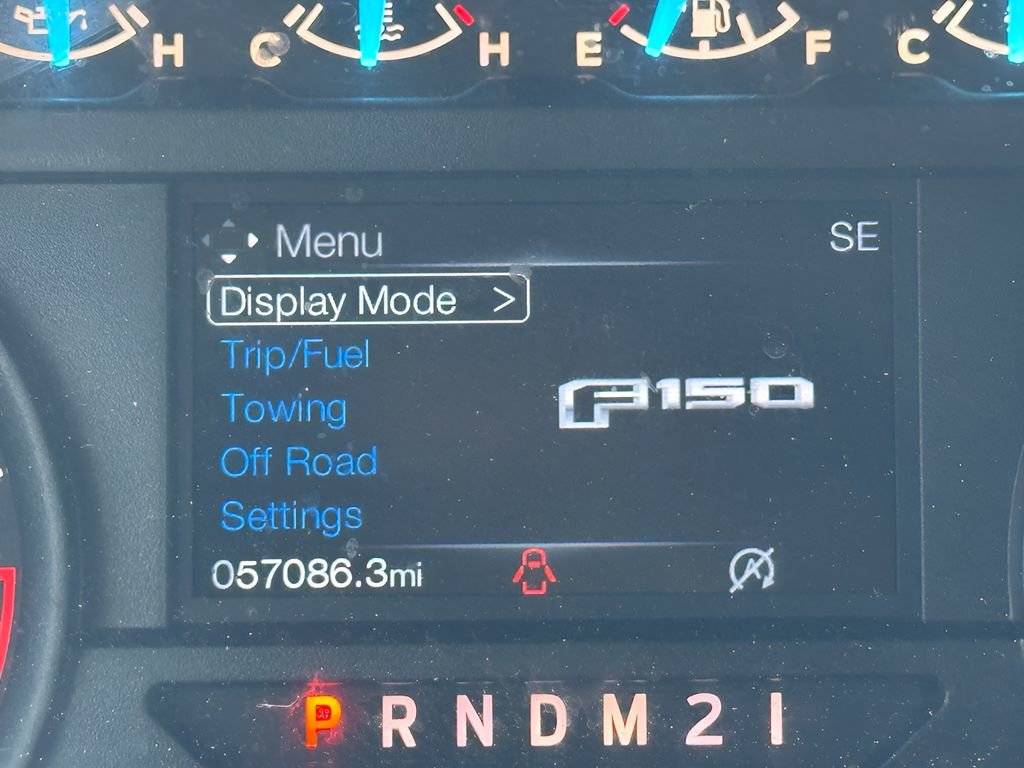 H C H E F C
Menu SE
Display Mode >
Trip/Fuel
F150
Towing
Off Road
Settings
057086.3mi A
P R N D M 2 1